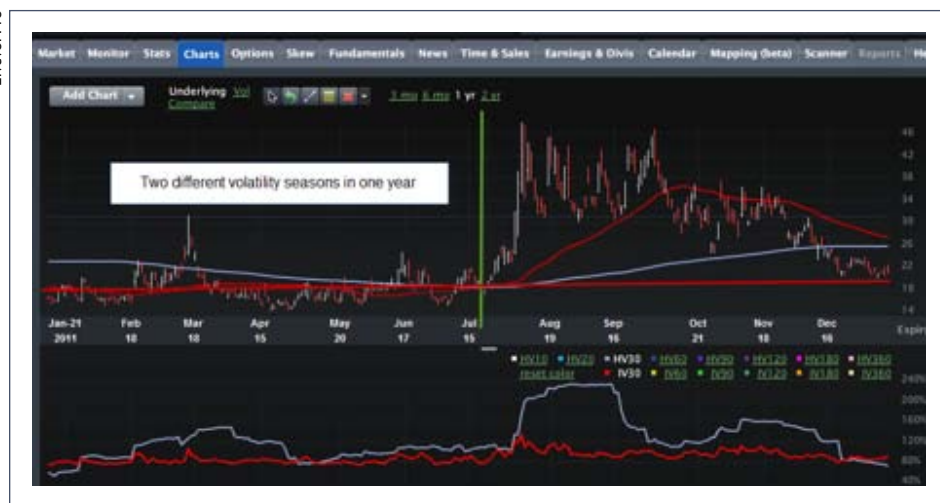 Market Monitor Stats Charts Options Skew Fundamentals News Time & Sales Earnings & Divis Calendar Mapping (beta) Scanner Reports
Add Chart Underlying Vol 3 mo 6 mo 1 yr 2 yr
Compare
Two different volatility seasons in one year
46
42
38
34
30
26
22
18
14
Jan-21 Feb Mar Apr May Jun Jul Aug Sep Oct Nov Dec
2011 18 18 15 20 17 15 19 16 21 18 16
HV10 HV20 HV30 HV60 HV90 HV120 HV180 HV360
reset color IV30 IV60 IV90 IV120 IV180 IV360
240%
200%
160%
120%
80%
40%